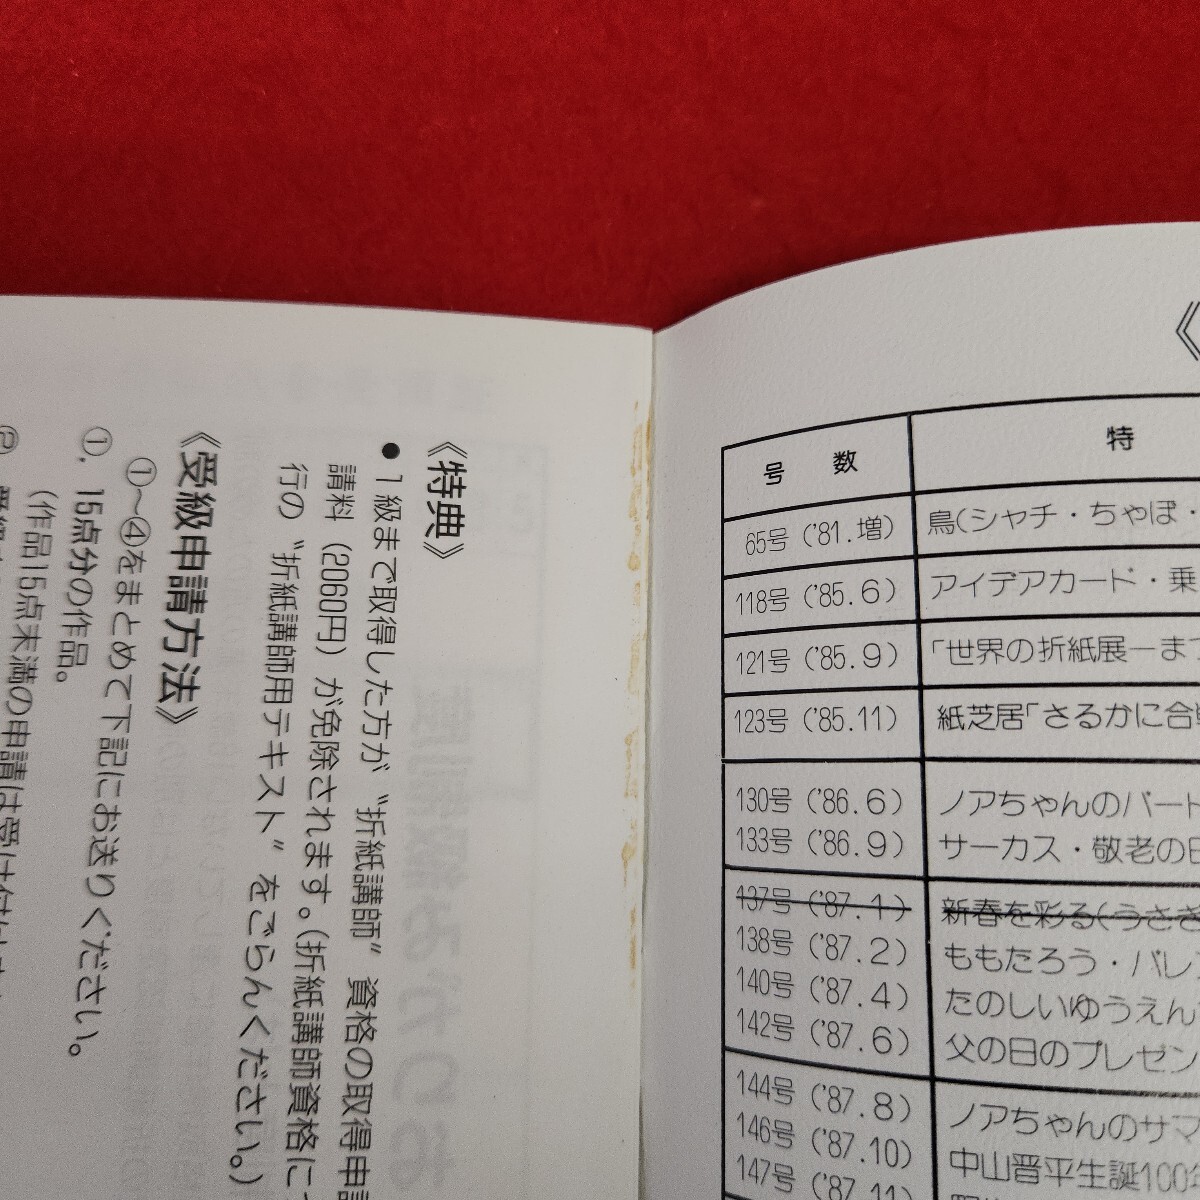 《特典》
●1級まで取得した方が〝折紙講師〟資格の取得申
請料（2060円）が免除されます。（折紙講師資格に
行の〝折紙講師用テキスト〟をごらんください。）
《受級申請方法》
①～④をまとめて下記にお送りください。
①. 15点分の作品。
（作品15点未満の申請は受け付けま
②
《
号　数　特
65号（'81.増）　鳥（シャチ・ちゃぼ・
118号（'85.6）　アイデアカード・乗
121号（'85.9）　「世界の折紙展ーま
123号（'85.11）　紙芝居「さるかに合戦
130号（'86.6）　ノアちゃんのバード
133号（'86.9）　サーカス・敬老の日
137号（'87.1）　新春を彩る（うさぎ
138号（'87.2）　ももたろう・バレ
140号（'87.4）　たのしいゆうえん
142号（'87.6）　父の日のプレゼン
144号（'87.8）　ノアちゃんのサマ
146号（'87.10）　中山晋平生誕100年
147号（'87.11）